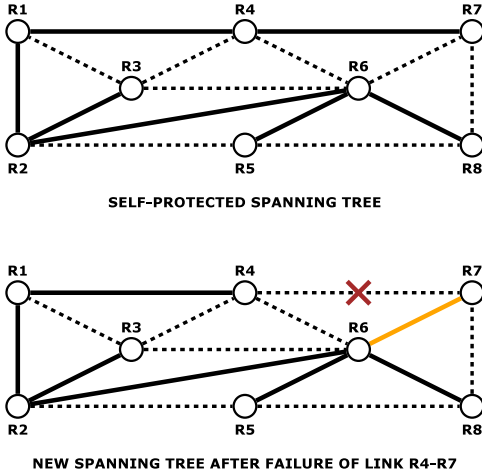 R1 R4 R7
R3 R6
R2 R5 R8
SELF-PROTECTED SPANNING TREE
R1 R4 R7
R3 R6
R2 R5 R8
NEW SPANNING TREE AFTER FAILURE OF LINK R4-R7